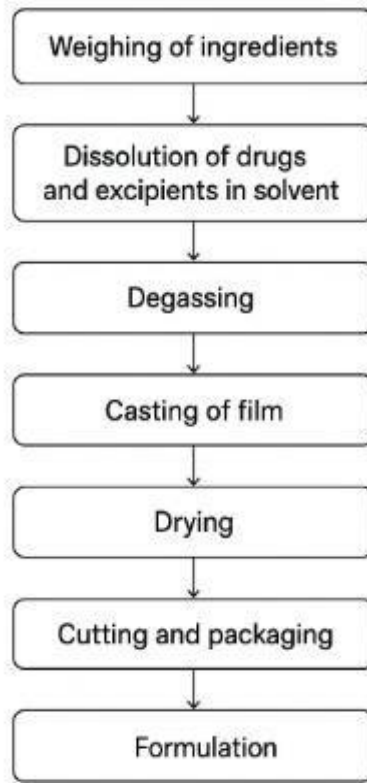 Weighing of ingredients
Dissolution of drugs
and excipients in solvent
Degassing
Casting of film
Drying
Cutting and packaging
Formulation